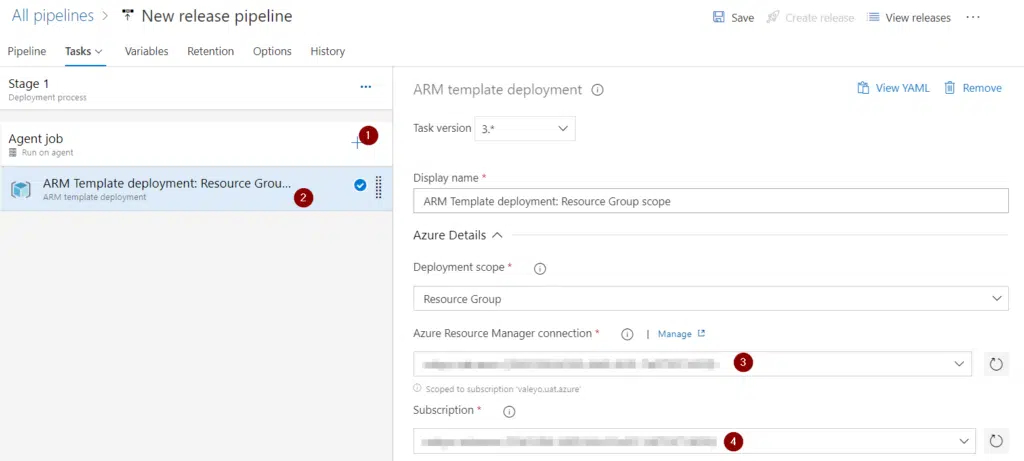 All pipelines > New release pipeline
Save Create release View releases ...
Pipeline Tasks Variables Retention Options History
Stage 1
Deployment process
...
Agent job
Run on agent
+ 1
ARM Template deployment: Resource Grou...
ARM template deployment
2
ARM template deployment
View YAML Remove
Task version 3.*
Display name *
ARM Template deployment: Resource Group scope
Azure Details
Deployment scope *
Resource Group
Azure Resource Manager connection * | Manage
3
Scoped to subscription 'valeyo.uat.azure'
Subscription *
4